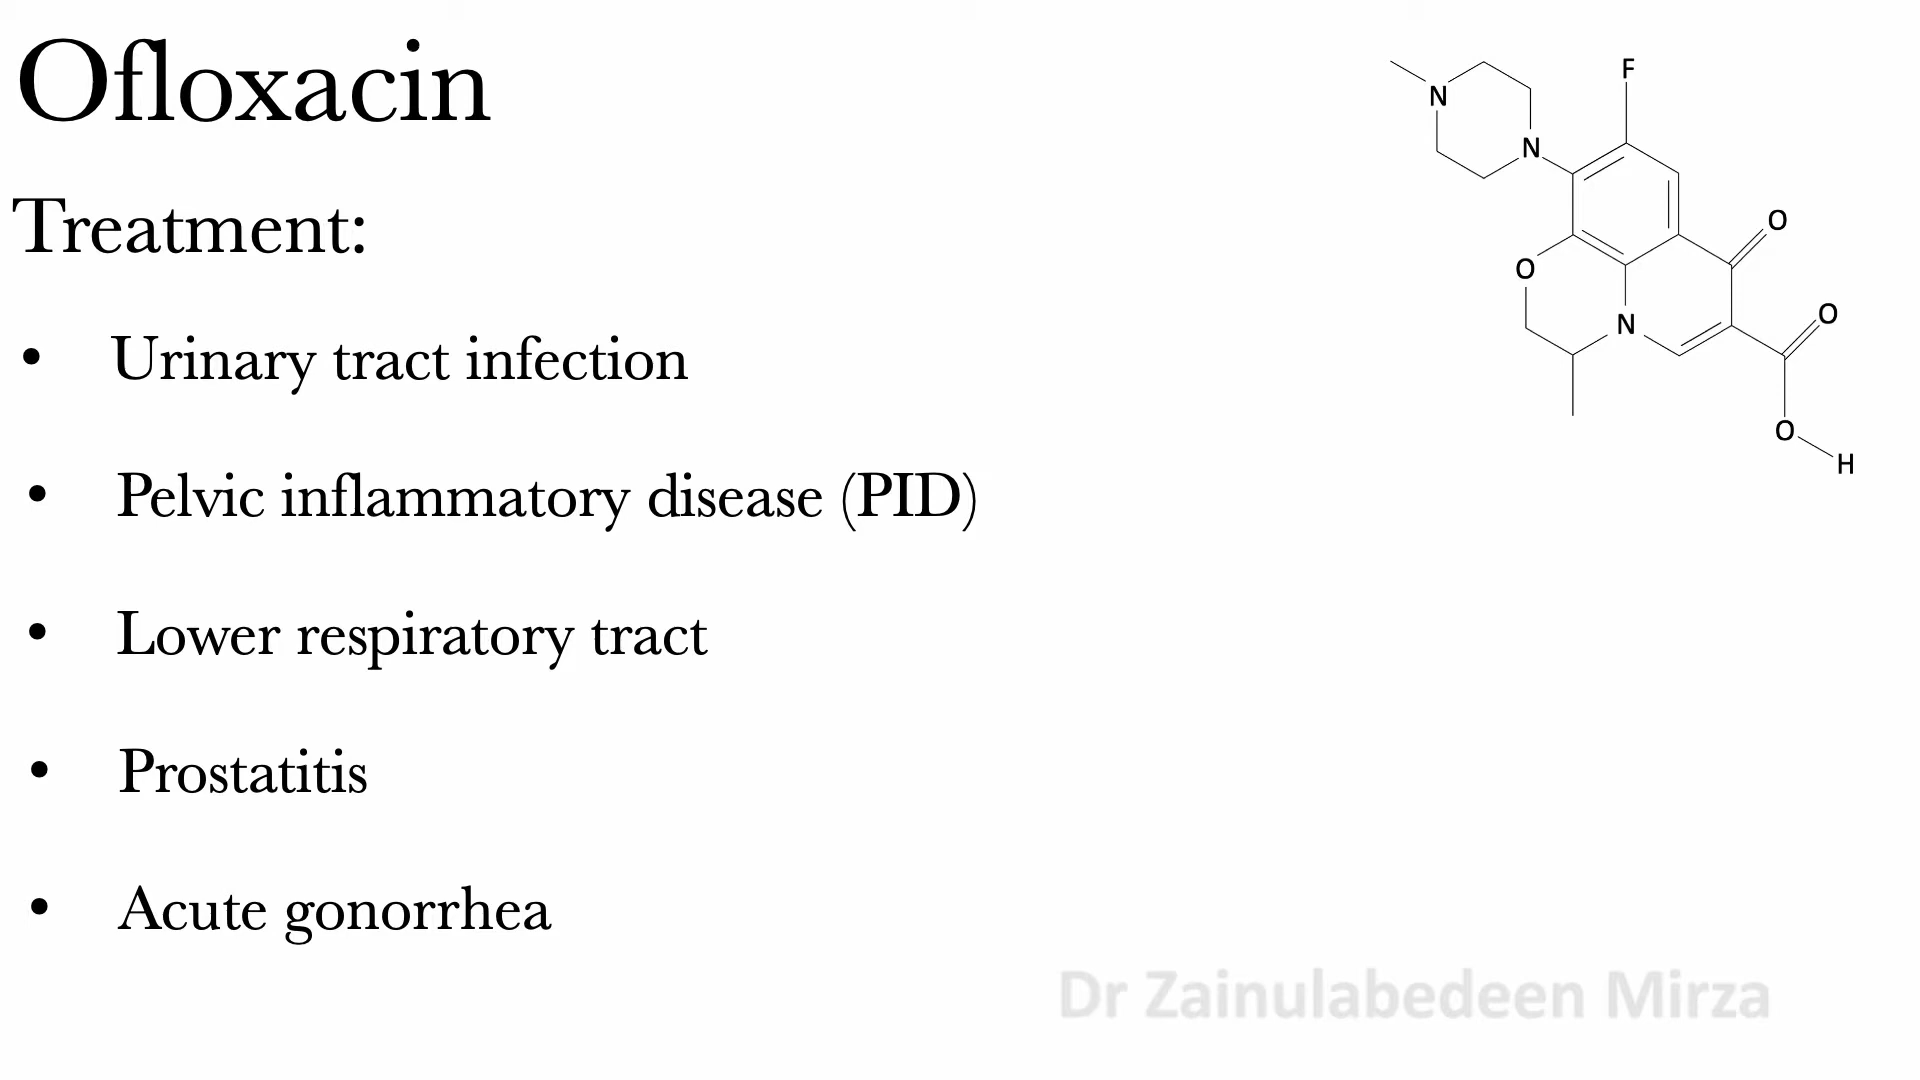 Ofloxacin
Treatment:
• Urinary tract infection
• Pelvic inflammatory disease (PID)
• Lower respiratory tract
• Prostatitis
• Acute gonorrhea
F
N
N
O
O
O
N
O
H
Dr Zainulabedeen Mirza